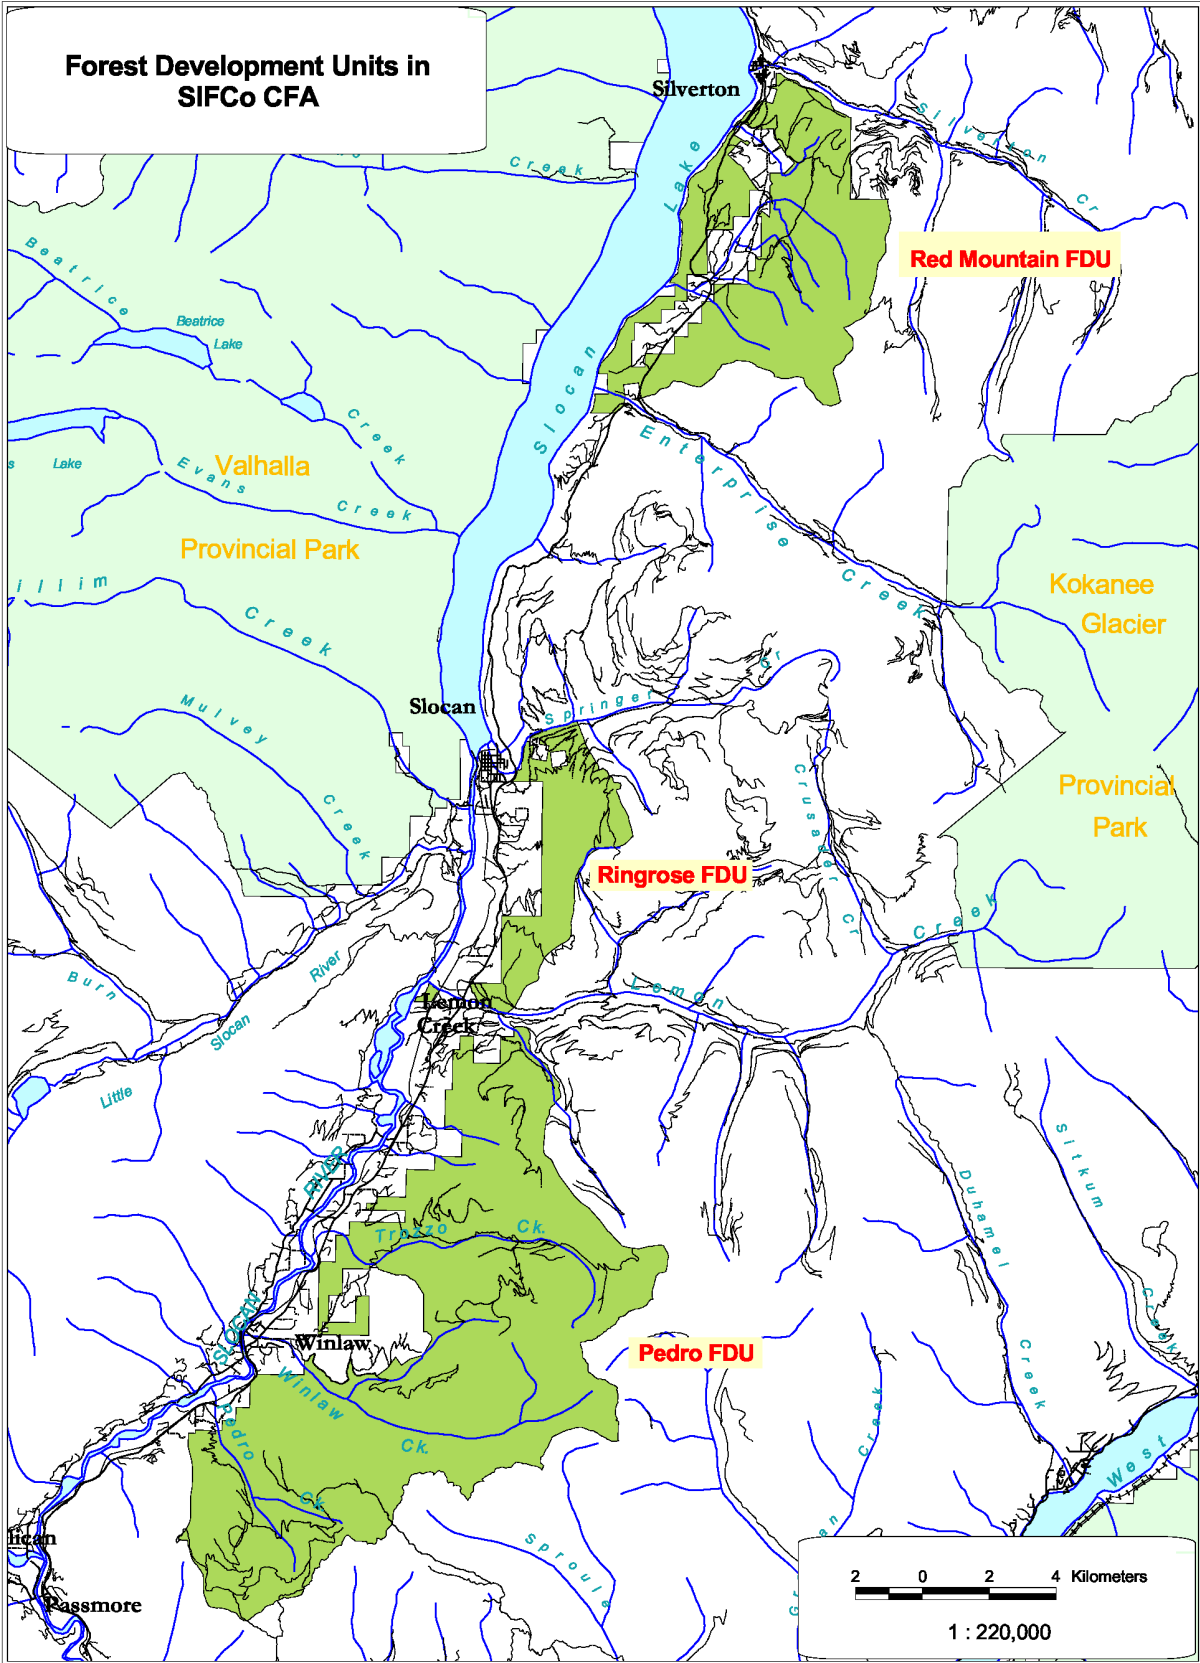 Forest Development Units in
SIFCo CFA
Silverton
Silverton
Cr
Creek
Lake
Slocan
Red Mountain FDU
Beatrice
Creek
Beatrice
Lake
Lake
Evans
Creek
Valhalla
Provincial Park
Enterprise
Creek
Kokanee
Glacier
Provincial
Park
Creek
Mulvey
Creek
Slocan
Springer
Cr
Crusader
Cr
Ringrose FDU
Creek
Lemon
Burn
Little
Slocan
River
Lemon
Creek
SLOCAN
RIVER
Trozzo
Ck.
Duhamel
Creek
Sitkum
Creek
Winlaw
Winlaw
Ck.
Pedro FDU
Pedro
Ck.
Creek
West
Sproule
Passmore
2 0 2 4 Kilometers
1 : 220,000